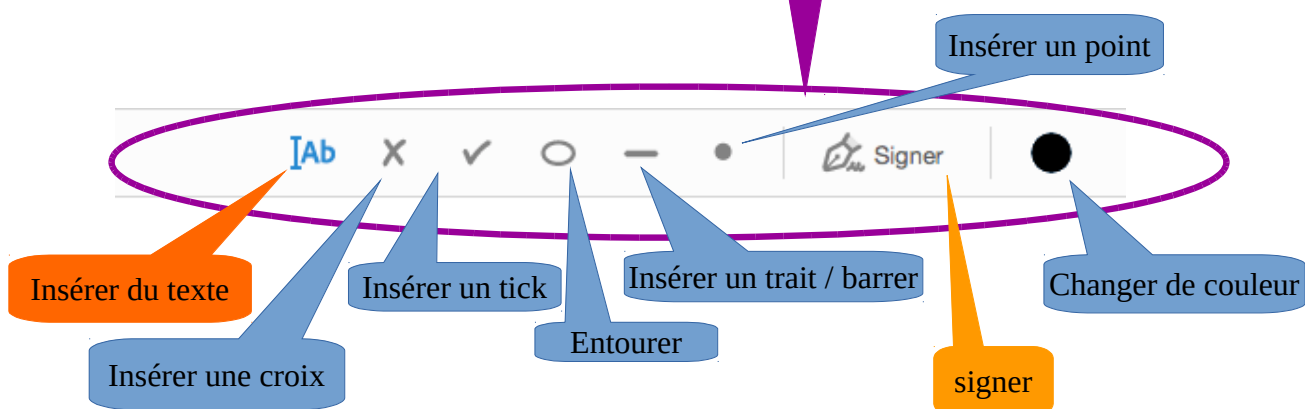 Insérer un point
Ab
Signer
Insérer du texte
Insérer un tick
Insérer un trait / barrer
Changer de couleur
Entourer
Insérer une croix
signer